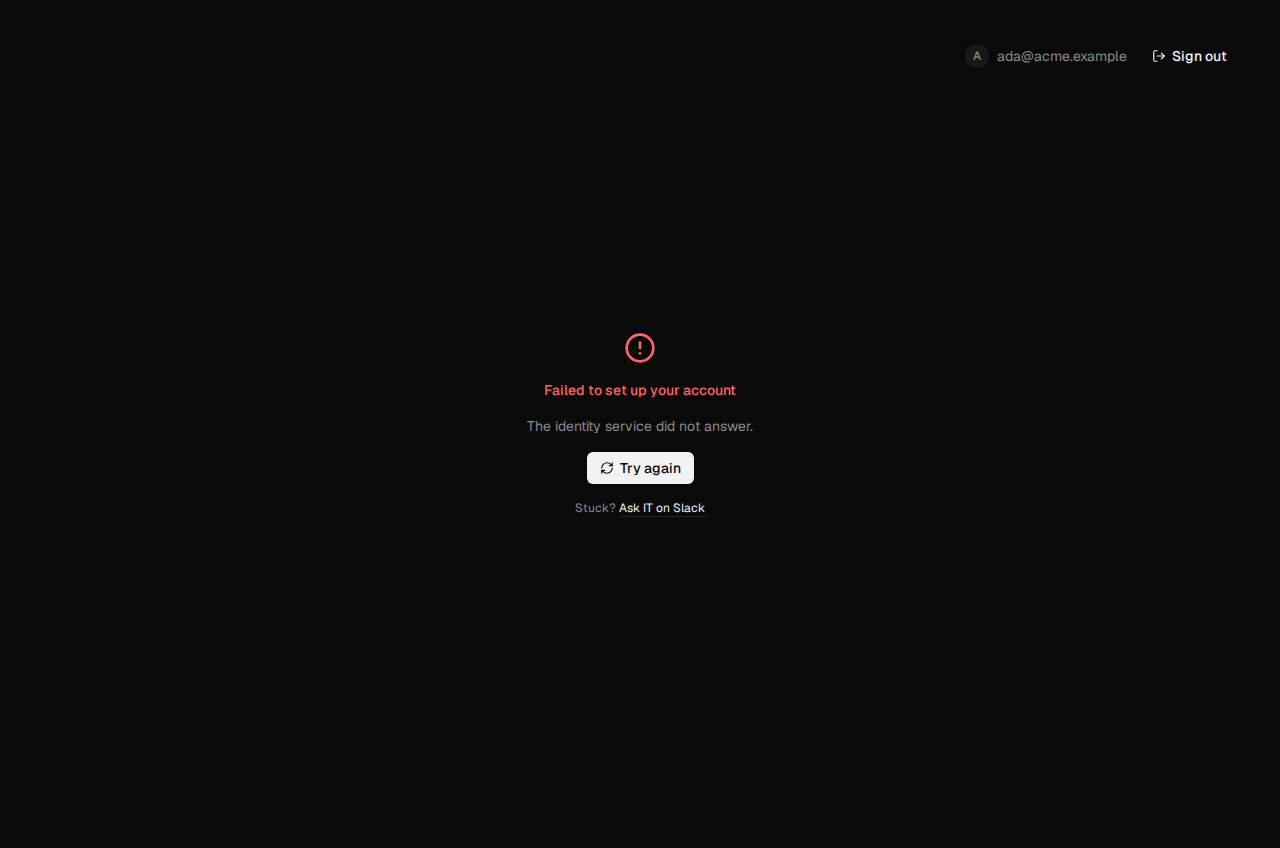 A ada@acme.example Sign out
Failed to set up your account
The identity service did not answer.
Try again
Stuck? Ask IT on Slack